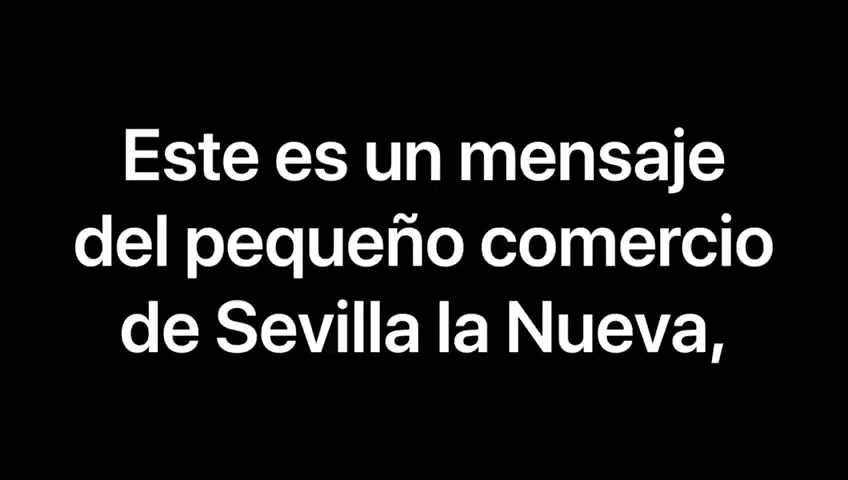 Este es un mensaje
del pequeño comercio
de Sevilla la Nueva,